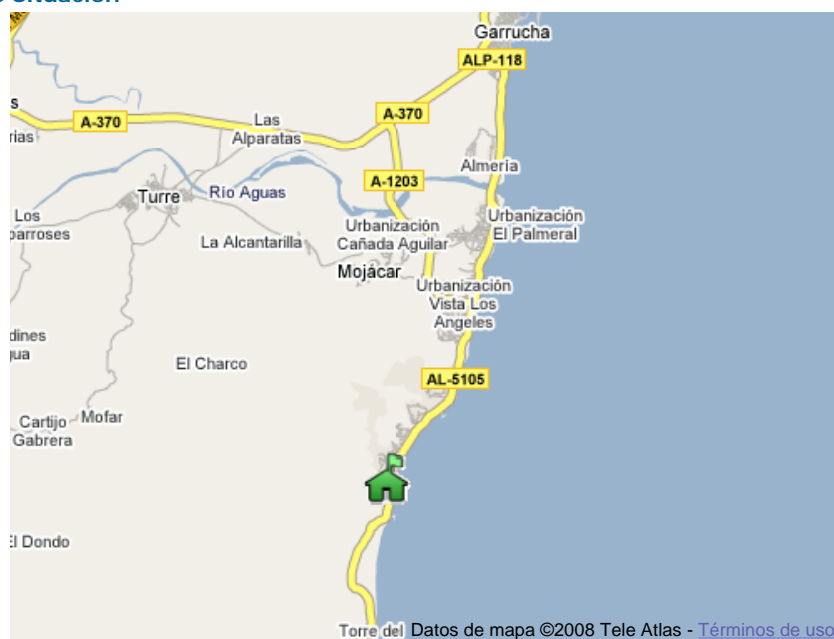 Situación
Garrucha
ALP-118
A-370
A-370
Las
Alparatas
Almería
A-1203
Río Aguas
Turre
Los
parroses
Urbanización
El Palmeral
Urbanización
Cañada Aguilar
La Alcantarilla
Mojácar
Urbanización
Vista Los
Angeles
El Charco
AL-5105
Cartijo
Gabrera
Mofar
El Dondo
Torre del
Datos de mapa ©2008 Tele Atlas - Términos de uso